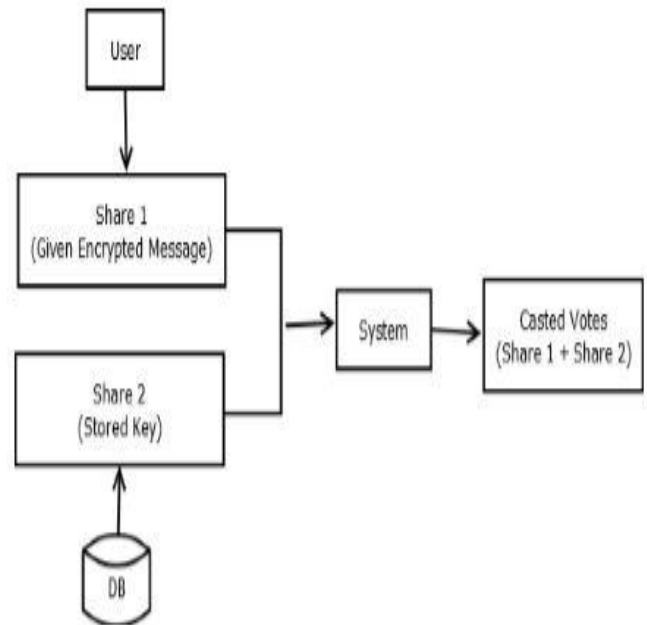 User
Share 1
(Given Encrypted Message)
System
Casted Votes
(Share 1 + Share 2)
Share 2
(Stored Key)
DB